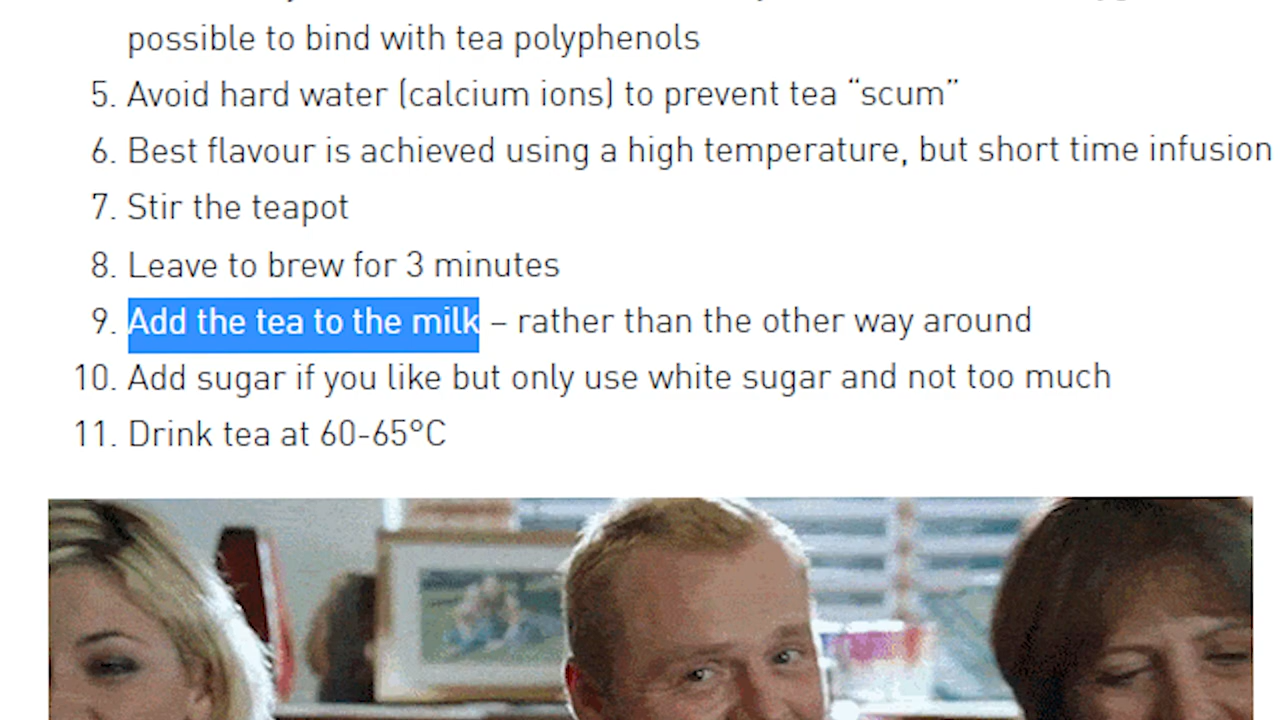 possible to bind with tea polyphenols
5. Avoid hard water (calcium ions) to prevent tea “scum”
6. Best flavour is achieved using a high temperature, but short time infusion
7. Stir the teapot
8. Leave to brew for 3 minutes
9. Add the tea to the milk – rather than the other way around
10. Add sugar if you like but only use white sugar and not too much
11. Drink tea at 60-65°C